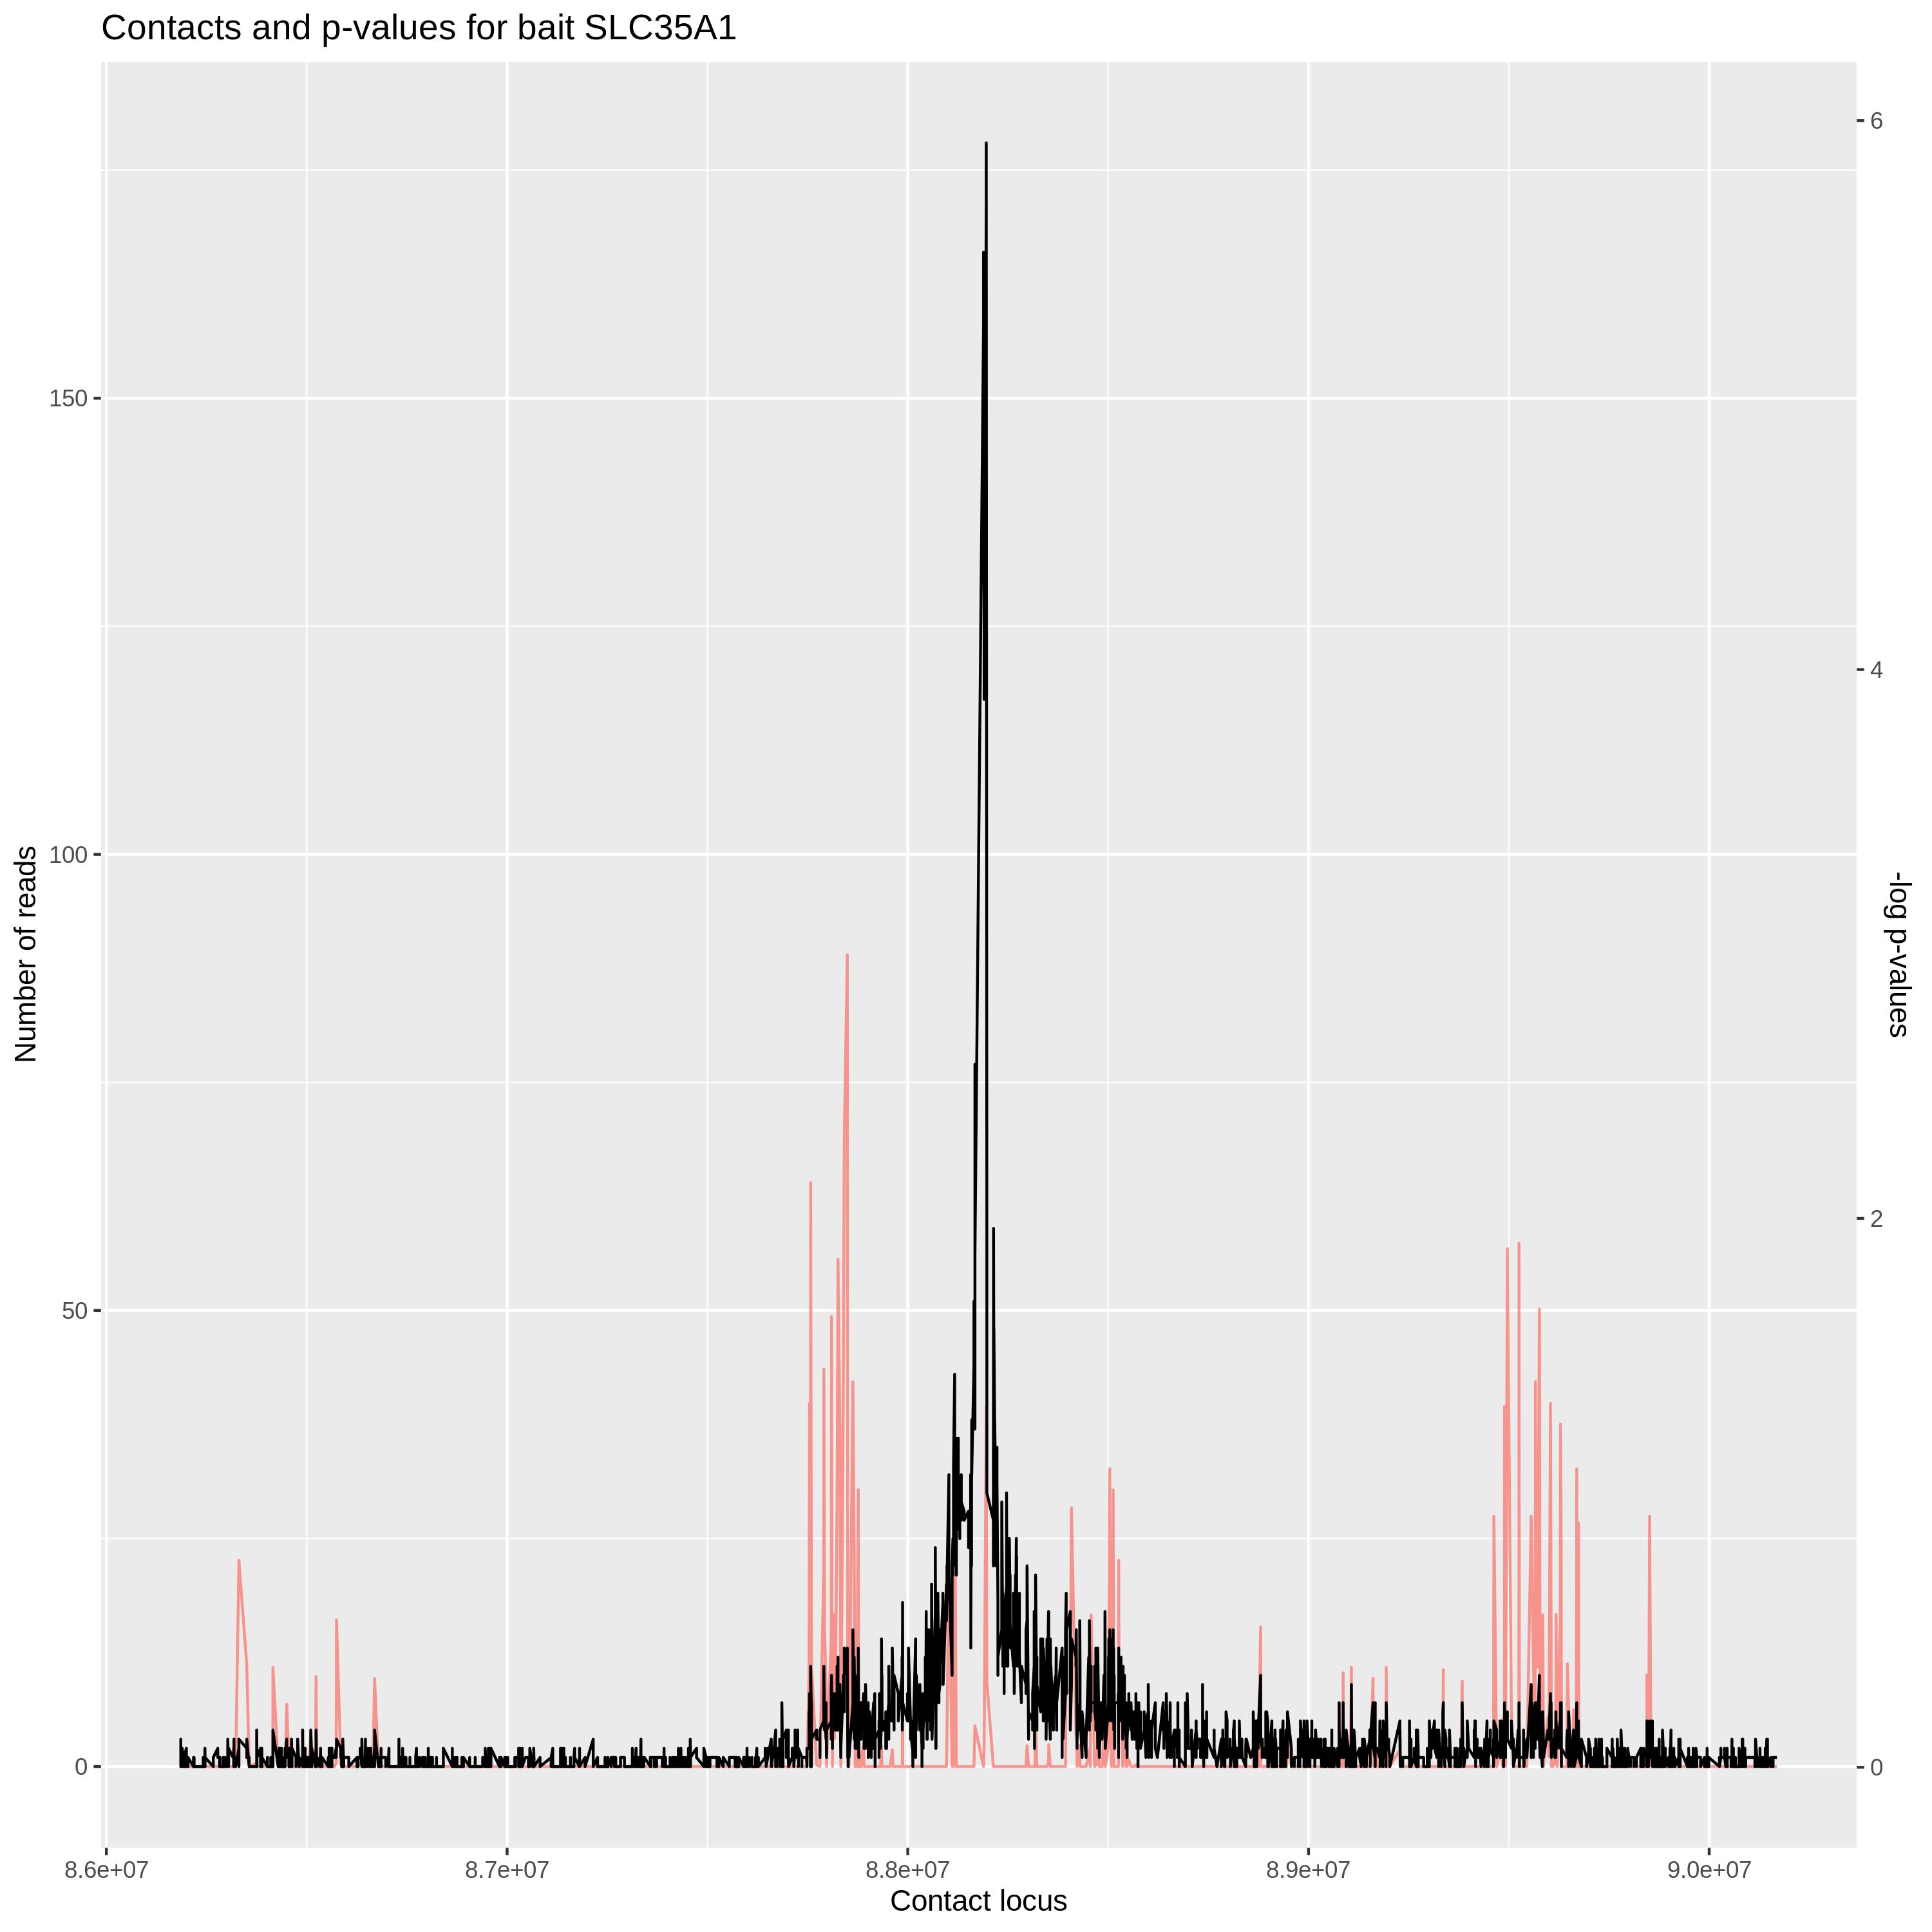 Contacts and p-values for bait SLC35A1
Number of reads
150
100
50
0
6
4
2
0
-log p-values
8.6e+07
8.7e+07
8.8e+07
8.9e+07
9.0e+07
Contact locus